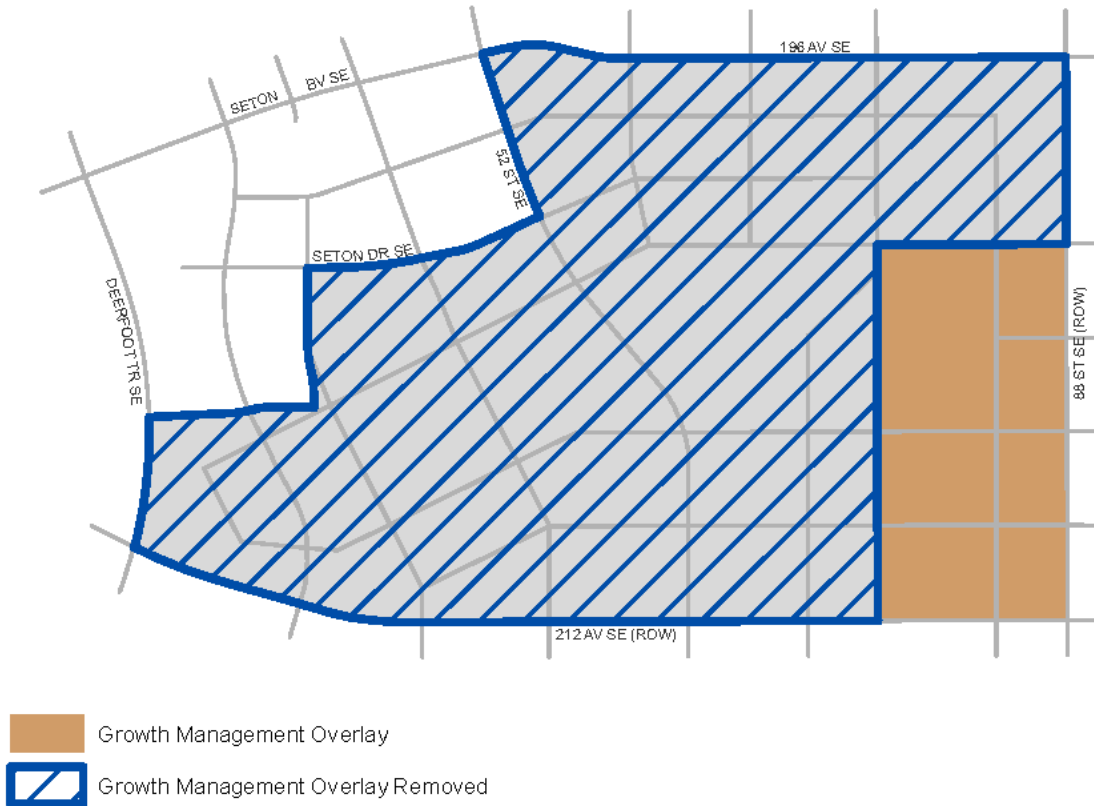 196 AV SE
SETON BV SE
52 ST SE
SETON DR SE
DEERFOOT TR SE
88 ST SE (ROW)
212 AV SE (ROW)
Growth Management Overlay
Growth Management Overlay Removed